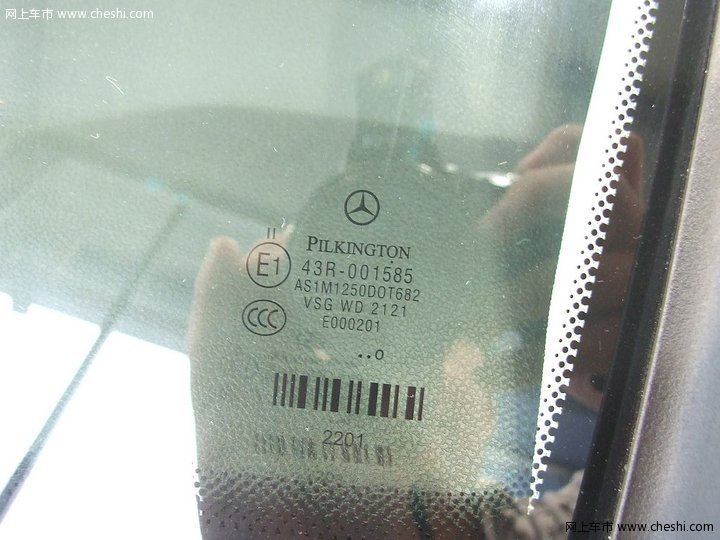 网上车市 www.cheshi.com
II
PILKINGTON
E1
43R-001585
AS1M1250DOT682
VSG WD 2121
CCC
E000201
..o
2201
网上车市 www.cheshi.com